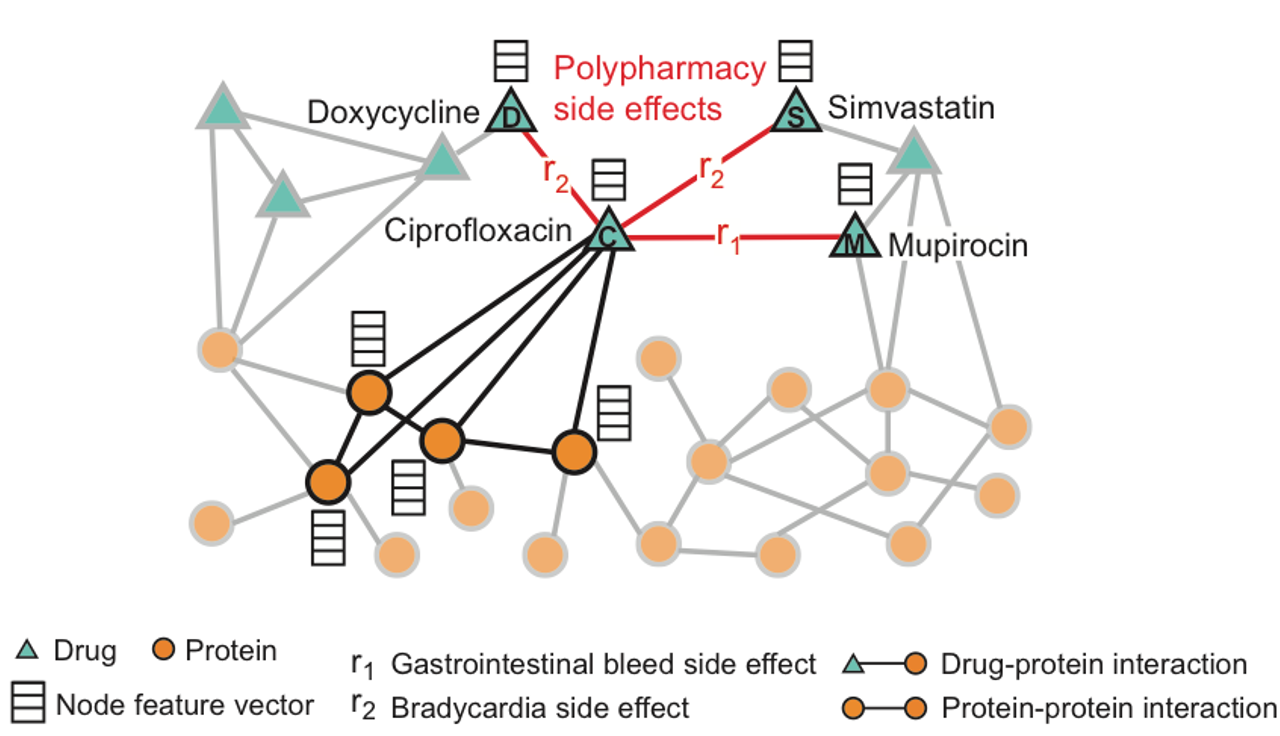 Polypharmacy
side effects
Doxycycline
D
S
Simvastatin
r2
r2
Ciprofloxacin
C
r1
M
Mupirocin
Drug
Protein
Node feature vector
r1 Gastrointestinal bleed side effect
r2 Bradycardia side effect
Drug-protein interaction
Protein-protein interaction